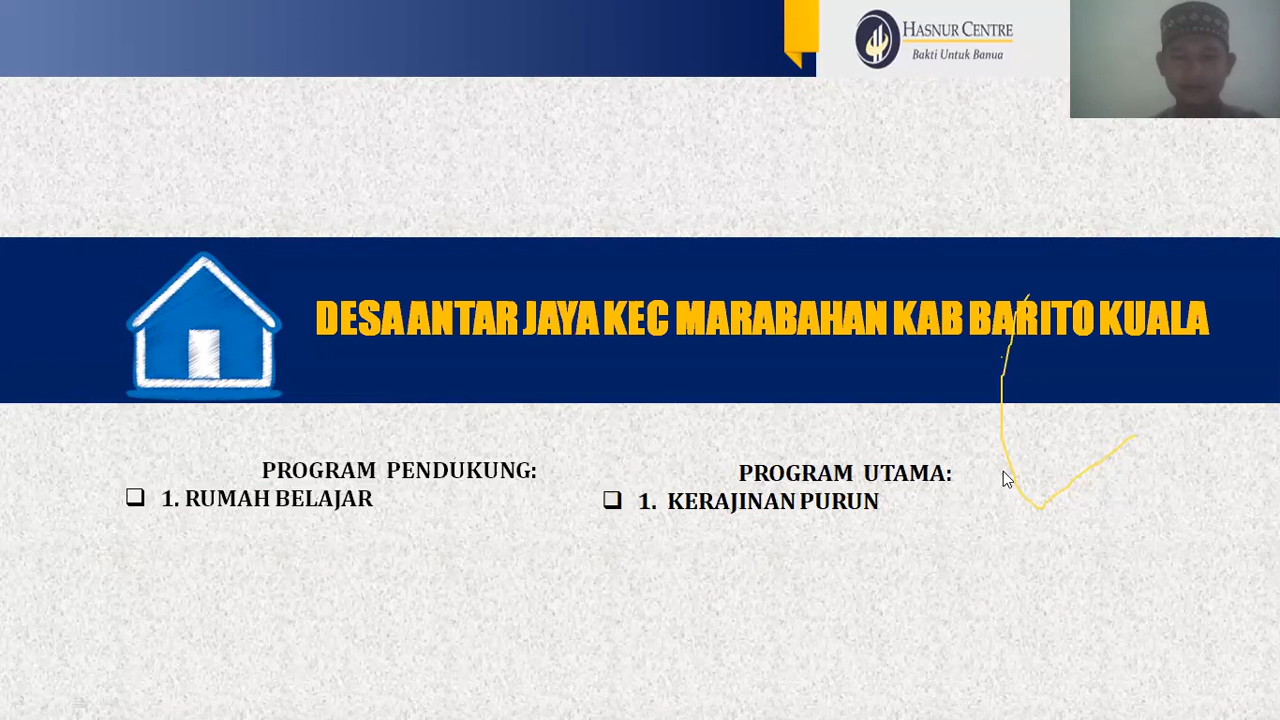 HASNUR CENTRE
Bakti Untuk Banua
DESA ANTAR JAYA KEC MARABAHAN KAB BARITO KUALA
PROGRAM PENDUKUNG:
1. RUMAH BELAJAR
PROGRAM UTAMA:
1. KERAJINAN PURUN